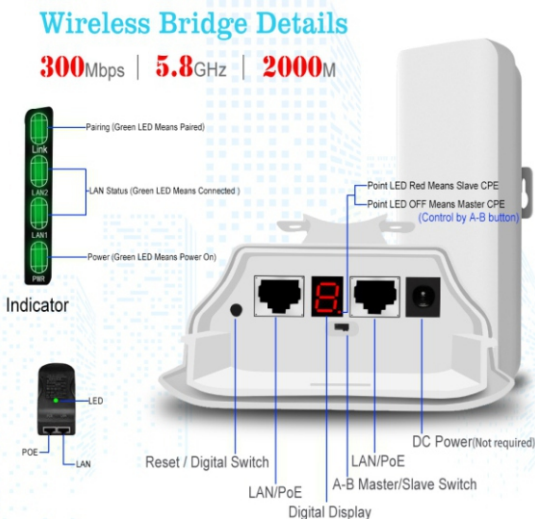 Wireless Bridge Details
300Mbps | 5.8GHz | 2000M
Pairing (Green LED Means Paired)
Link
LAN2
LAN Status (Green LED Means Connected )
LAN1
Power (Green LED Means Power On)
PWR
Indicator
Point LED Red Means Slave CPE
Point LED OFF Means Master CPE
(Control by A-B button)
8.
LED
POE
LAN
Reset / Digital Switch
LAN/PoE
Digital Display
A-B Master/Slave Switch
LAN/PoE
DC Power(Not required)